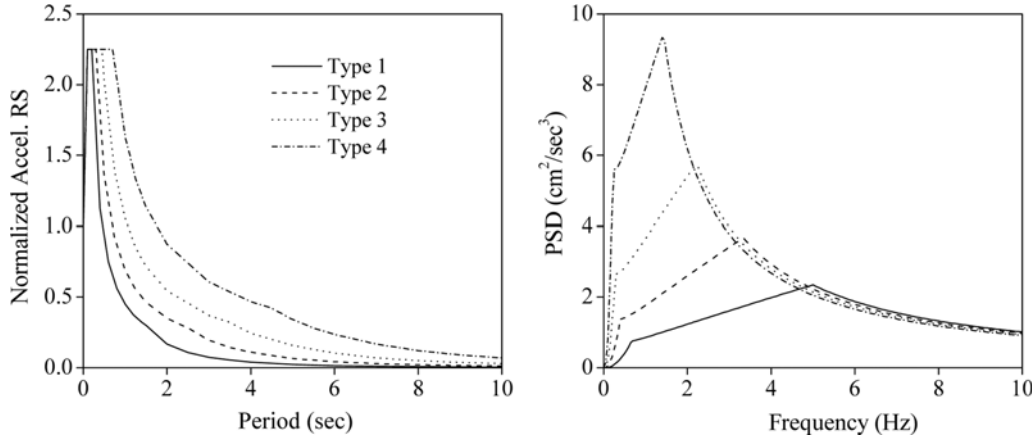 2.5
2.0
1.5
1.0
0.5
0.0
0 2 4 6 8 10
Normalized Accel. RS
Period (sec)
Type 1
Type 2
Type 3
Type 4
10
8
6
4
2
0
0 2 4 6 8 10
PSD (cm²/sec³)
Frequency (Hz)